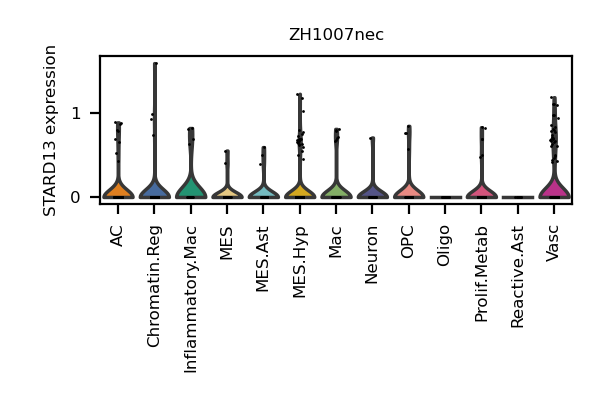 ZH1007nec
STARD13 expression
1
0
AC
Chromatin.Reg
Inflammatory.Mac
MES
MES.Ast
MES.Hyp
Mac
Neuron
OPC
Oligo
Prolif.Metab
Reactive.Ast
Vasc